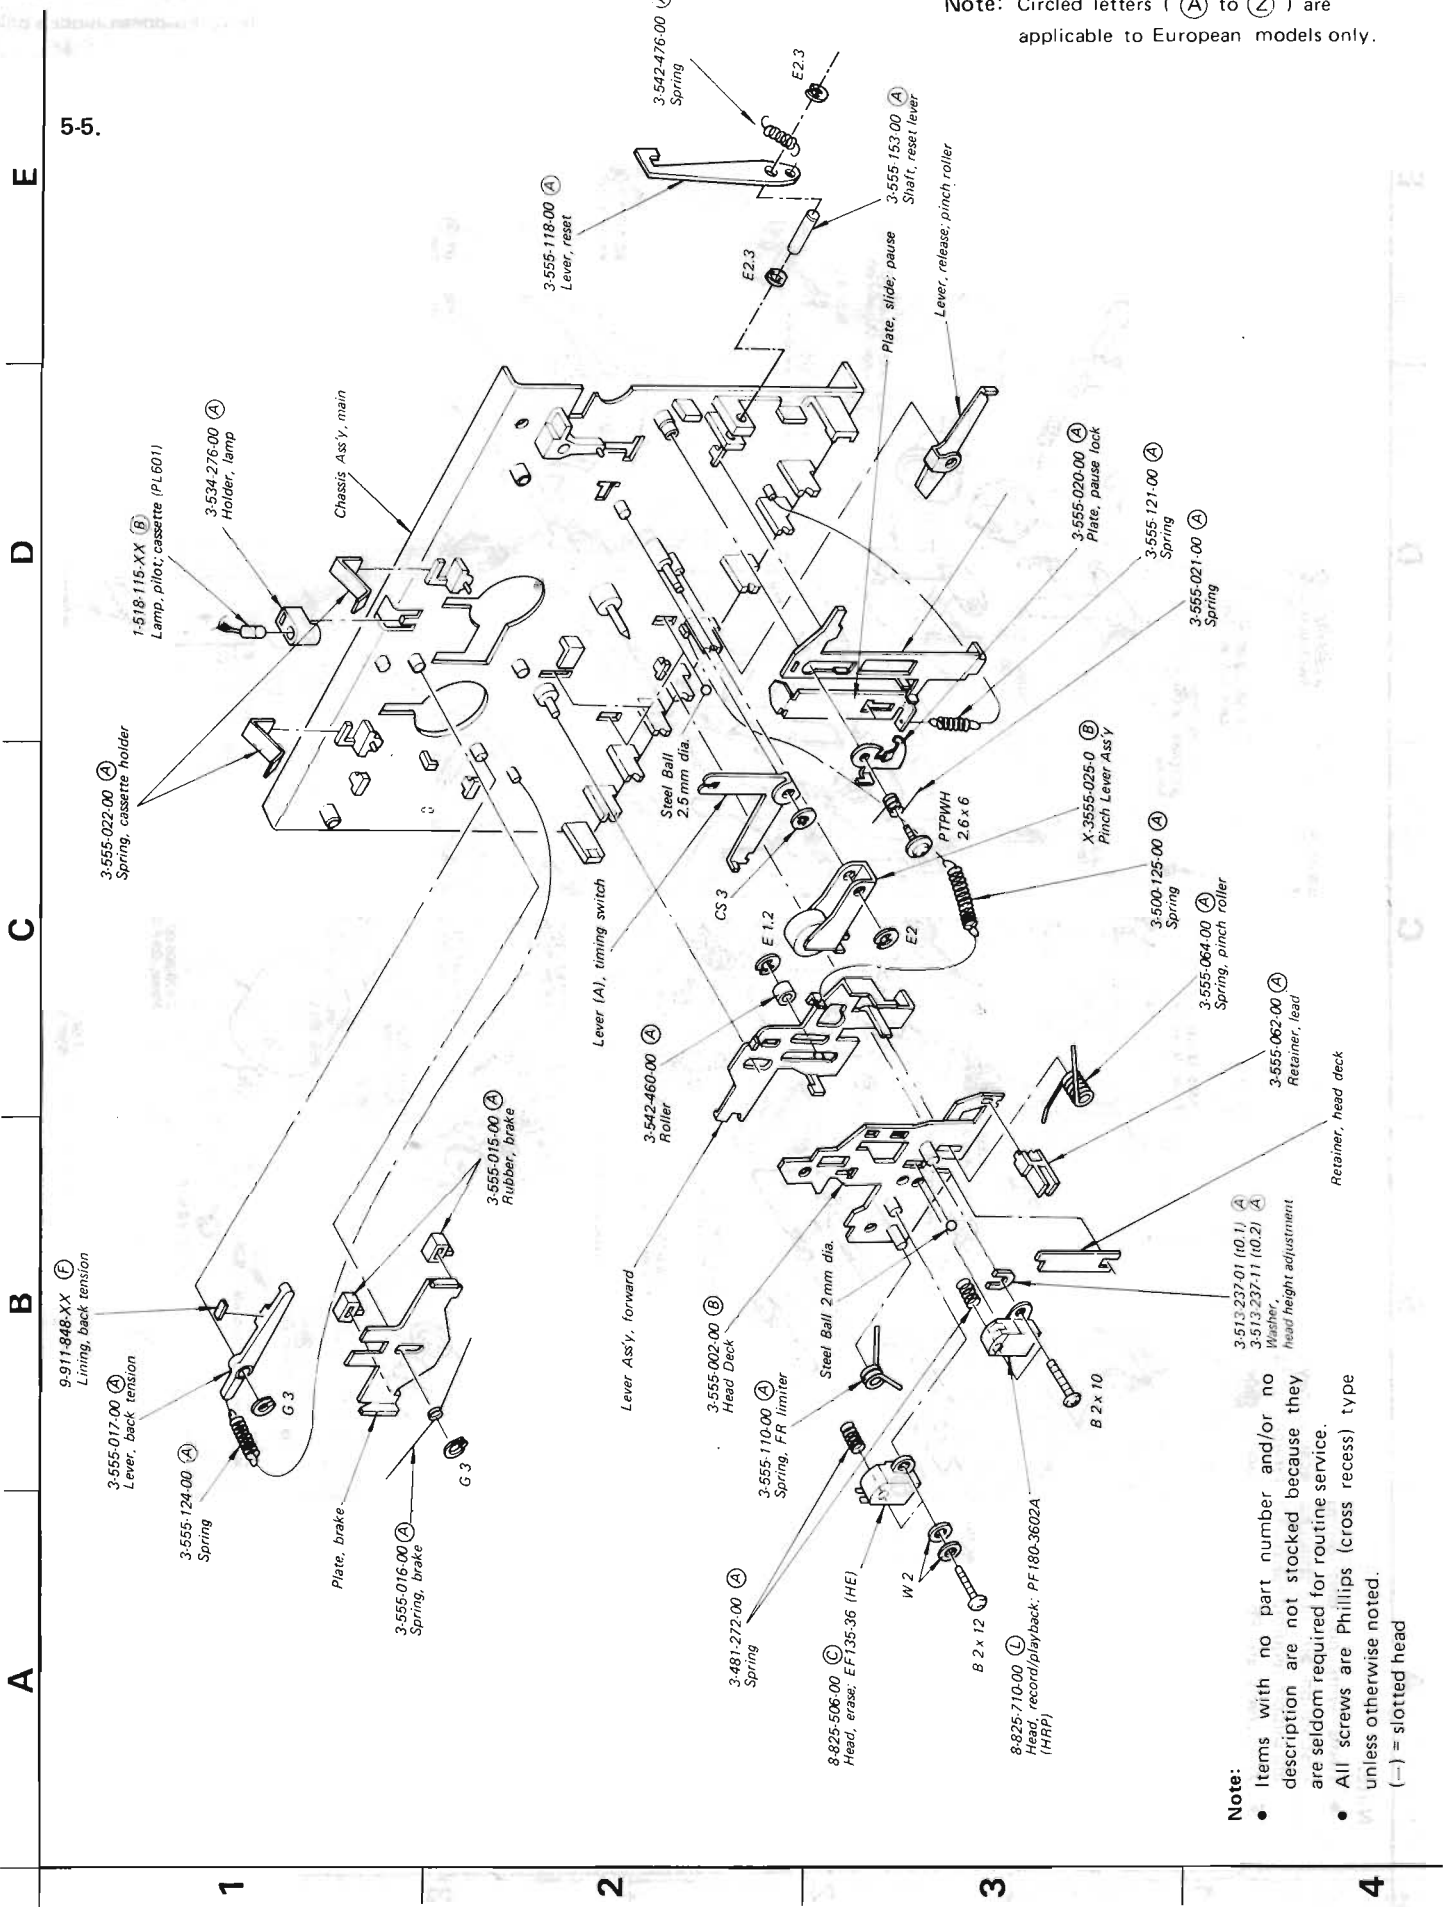 Note: Circled letters ( Ⓐ to Ⓩ ) are
applicable to European models only.
5-5.
E
D
C
B
A
1
2
3
4
3-542-476-00
Spring
E2.3
3-555-153-00 Ⓐ
Shaft, reset lever
3-555-118-00 Ⓐ
Lever, reset
E2.3
Plate, slide; pause
Lever, release; pinch roller
1-518-115-XX Ⓑ
Lamp, pilot; cassette (PL601)
3-534-276-00 Ⓐ
Holder, lamp
Chassis Ass'y, main
3-555-022-00 Ⓐ
Spring, cassette holder
3-555-020-00 Ⓐ
Plate, pause lock
3-555-121-00 Ⓐ
Spring
3-555-021-00 Ⓐ
Spring
Steel Ball
2.5 mm dia.
Lever (A), timing switch
CS 3
PTPWH
2.6 x 6
X-3555-025-0 Ⓑ
Pinch Lever Ass'y
E 1.2
E2
3-500-125-00 Ⓐ
Spring
3-555-064-00 Ⓐ
Spring, pinch roller
3-555-062-00 Ⓐ
Retainer, lead
3-542-460-00 Ⓐ
Roller
3-555-015-00 Ⓐ
Rubber, brake
Retainer, head deck
9-911-848-XX Ⓕ
Lining, back tension
3-555-017-00 Ⓐ
Lever, back tension
G 3
3-555-124-00 Ⓐ
Spring
Plate, brake
G 3
3-555-016-00 Ⓐ
Spring, brake
Lever Ass'y, forward
3-555-002-00 Ⓑ
Head Deck
Steel Ball 2 mm dia.
3-555-110-00 Ⓐ
Spring, FR limiter
3-513-237-01 (t0.1) Ⓐ
3-513-237-11 (t0.2) Ⓐ
Washer,
head height adjustment
B 2 x 10
3-481-272-00 Ⓐ
Spring
W 2
B 2 x 12
8-825-506-00 Ⓒ
Head, erase; EF135-36 (HE)
8-825-710-00 Ⓛ
Head, record/playback; PF180-3602A
(HRP)
Note:
• Items with no part number and/or no
description are not stocked because they
are seldom required for routine service.
• All screws are Phillips (cross recess) type
unless otherwise noted.
(—) = slotted head